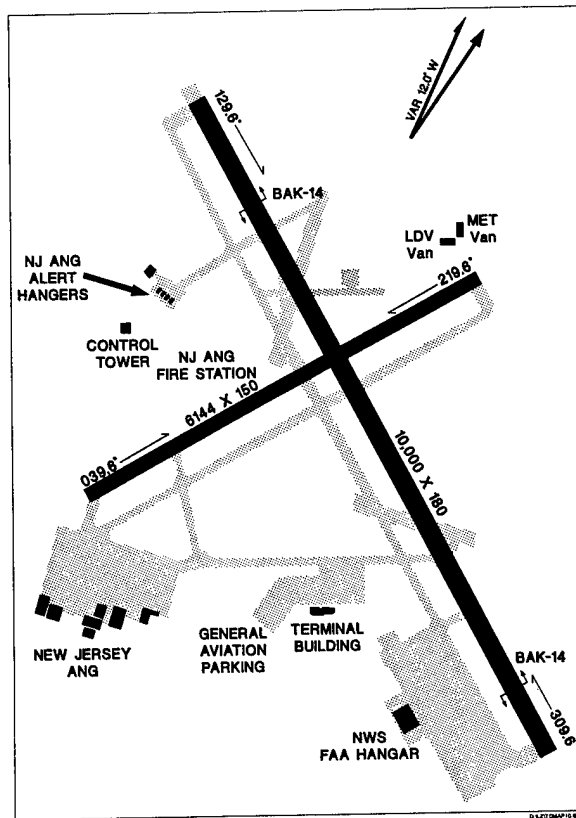 VAR 12.0° W
129.6°
BAK-14
MET
Van
LDV
Van
219.6°
NJ ANG
ALERT
HANGERS
CONTROL
TOWER
NJ ANG
FIRE STATION
6144 X 150
039.6°
10,000 X 180
NEW JERSEY
ANG
GENERAL
AVIATION
PARKING
TERMINAL
BUILDING
BAK-14
309.6
NWS
FAA HANGAR